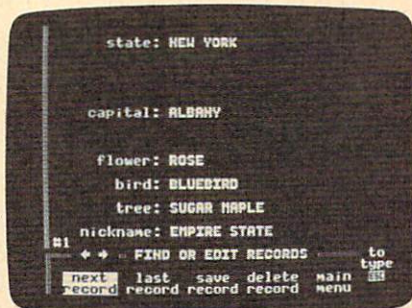 state: NEW YORK
capital: ALBANY
flower: ROSE
bird: BLUEBIRD
tree: SUGAR MAPLE
nickname: EMPIRE STATE
#1
← → FIND OR EDIT RECORDS to
type
next last save delete main ESC
record record record record menu